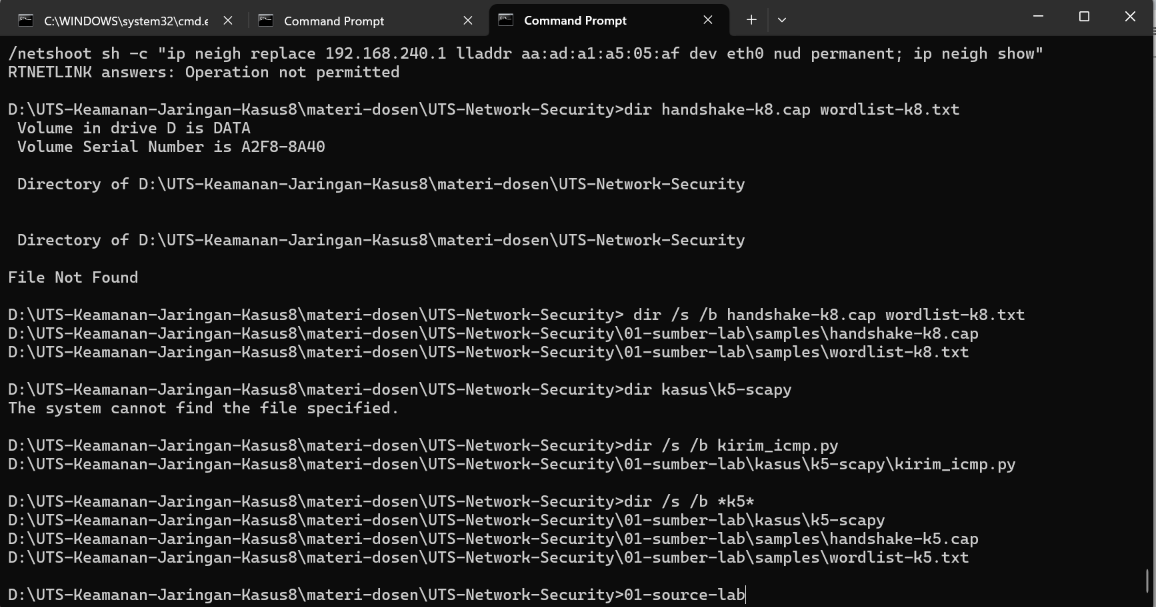 C:\WINDOWS\system32\cmd.e
Command Prompt
Command Prompt
/netshoot sh -c "ip neigh replace 192.168.240.1 lladdr aa:ad:a1:a5:05:af dev eth0 nud permanent; ip neigh show"
RTNETLINK answers: Operation not permitted
D:\UTS-Keamanan-Jaringan-Kasus8\materi-dosen\UTS-Network-Security>dir handshake-k8.cap wordlist-k8.txt
Volume in drive D is DATA
Volume Serial Number is A2F8-8A40
Directory of D:\UTS-Keamanan-Jaringan-Kasus8\materi-dosen\UTS-Network-Security
Directory of D:\UTS-Keamanan-Jaringan-Kasus8\materi-dosen\UTS-Network-Security
File Not Found
D:\UTS-Keamanan-Jaringan-Kasus8\materi-dosen\UTS-Network-Security> dir /s /b handshake-k8.cap wordlist-k8.txt
D:\UTS-Keamanan-Jaringan-Kasus8\materi-dosen\UTS-Network-Security\01-sumber-lab\samples\handshake-k8.cap
D:\UTS-Keamanan-Jaringan-Kasus8\materi-dosen\UTS-Network-Security\01-sumber-lab\samples\wordlist-k8.txt
D:\UTS-Keamanan-Jaringan-Kasus8\materi-dosen\UTS-Network-Security>dir kasus\k5-scapy
The system cannot find the file specified.
D:\UTS-Keamanan-Jaringan-Kasus8\materi-dosen\UTS-Network-Security>dir /s /b kirim_icmp.py
D:\UTS-Keamanan-Jaringan-Kasus8\materi-dosen\UTS-Network-Security\01-sumber-lab\kasus\k5-scapy\kirim_icmp.py
D:\UTS-Keamanan-Jaringan-Kasus8\materi-dosen\UTS-Network-Security>dir /s /b *k5*
D:\UTS-Keamanan-Jaringan-Kasus8\materi-dosen\UTS-Network-Security\01-sumber-lab\kasus\k5-scapy
D:\UTS-Keamanan-Jaringan-Kasus8\materi-dosen\UTS-Network-Security\01-sumber-lab\samples\handshake-k5.cap
D:\UTS-Keamanan-Jaringan-Kasus8\materi-dosen\UTS-Network-Security\01-sumber-lab\samples\wordlist-k5.txt
D:\UTS-Keamanan-Jaringan-Kasus8\materi-dosen\UTS-Network-Security>01-source-lab